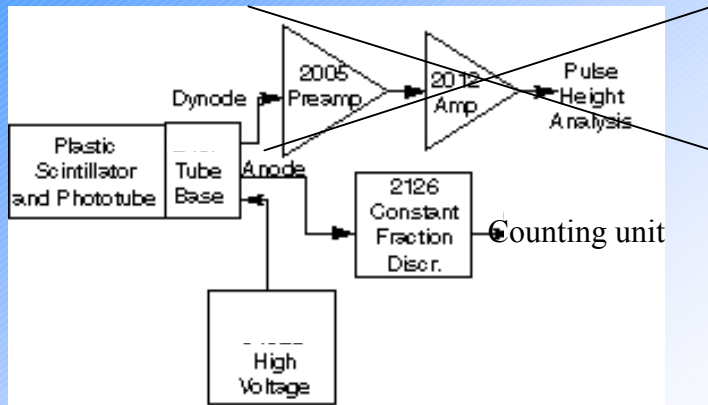 2005
Preamp
2012
Amp
Pulse
Height
Analysis
Dynode
Plastic
Scintillator
and Phototube
Tube
Base
Anode
2126
Constant
Fraction
Discr.
Counting unit
High
Voltage